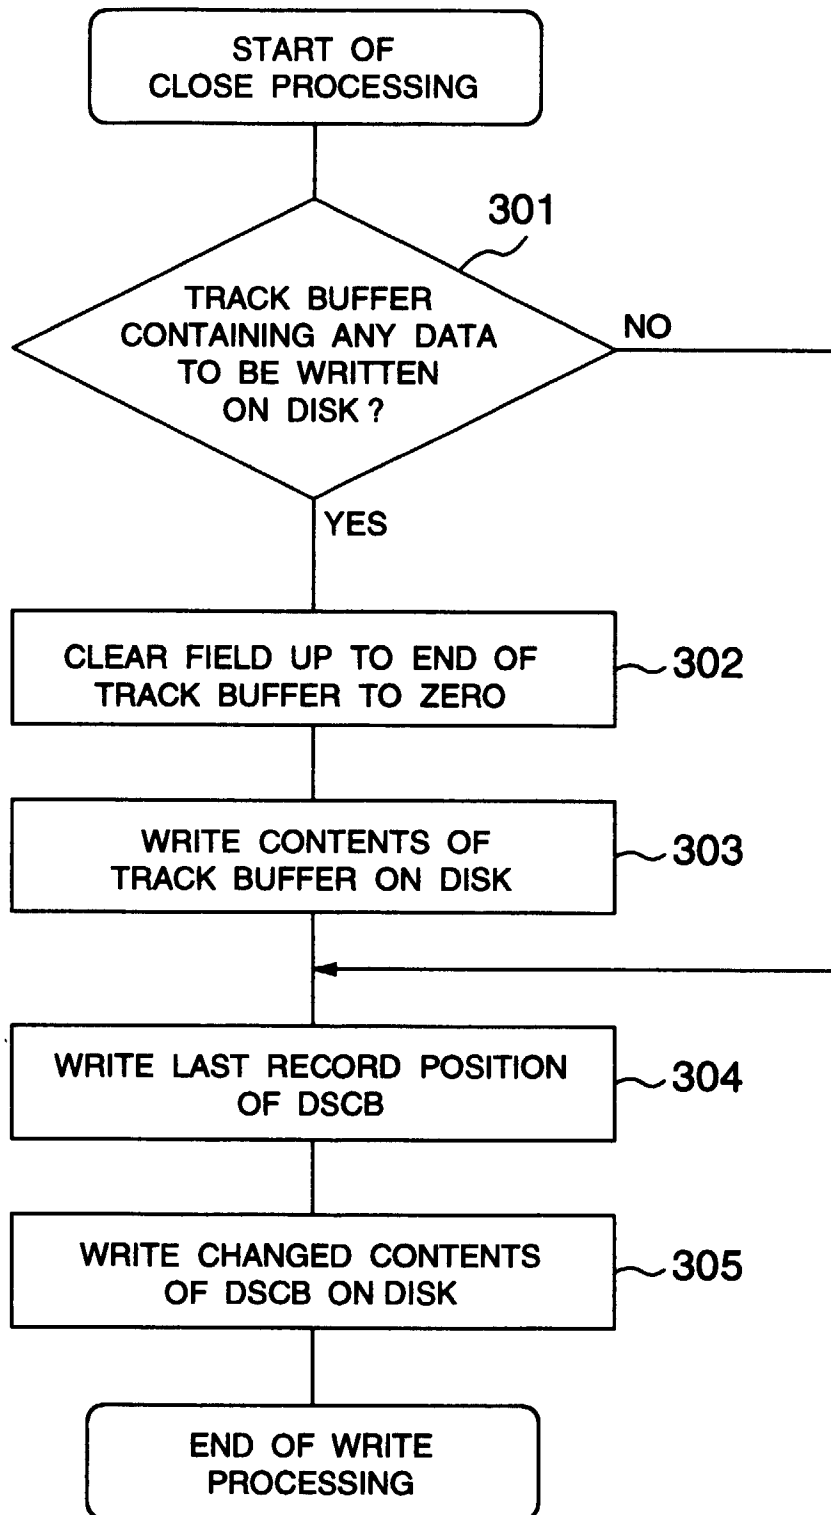 START OF
CLOSE PROCESSING
301
TRACK BUFFER
CONTAINING ANY DATA
TO BE WRITTEN
ON DISK ?
NO
YES
CLEAR FIELD UP TO END OF
TRACK BUFFER TO ZERO
302
WRITE CONTENTS OF
TRACK BUFFER ON DISK
303
WRITE LAST RECORD POSITION
OF DSCB
304
WRITE CHANGED CONTENTS
OF DSCB ON DISK
305
END OF WRITE
PROCESSING